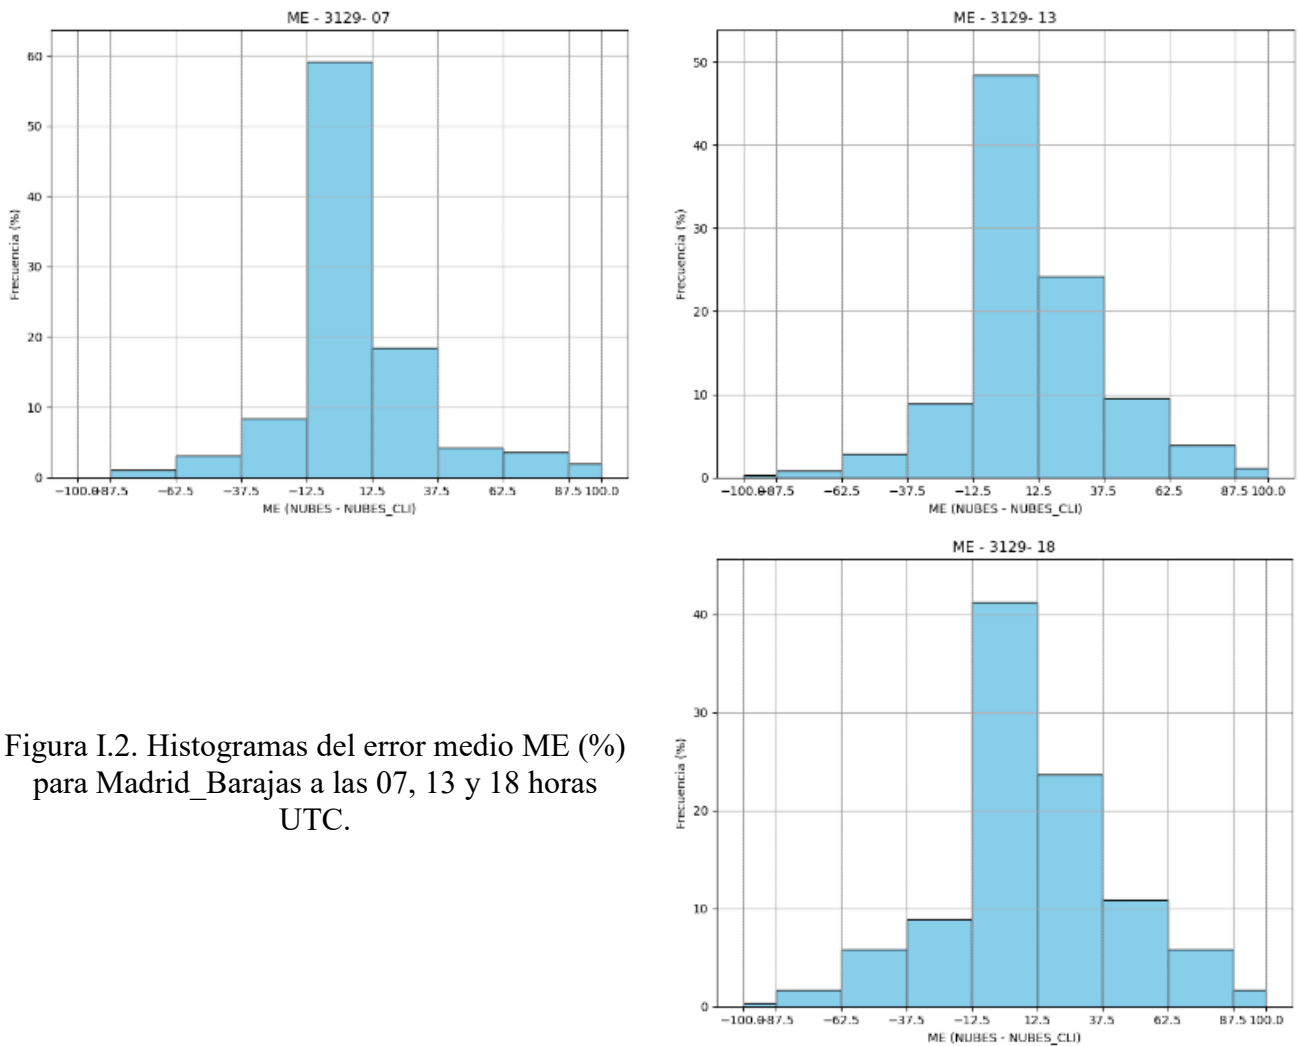 ME - 3129- 07
60
50
40
30
20
10
0
Frecuencia (%)
−100.0 −87.5 −62.5 −37.5 −12.5 12.5 37.5 62.5 87.5 100.0
ME (NUBES - NUBES_CLI)
ME - 3129- 13
50
40
30
20
10
0
Frecuencia (%)
−100.0 −87.5 −62.5 −37.5 −12.5 12.5 37.5 62.5 87.5 100.0
ME (NUBES - NUBES_CLI)
ME - 3129- 18
40
30
20
10
0
Frecuencia (%)
−100.0 −87.5 −62.5 −37.5 −12.5 12.5 37.5 62.5 87.5 100.0
ME (NUBES - NUBES_CLI)
Figura I.2. Histogramas del error medio ME (%)
para Madrid_Barajas a las 07, 13 y 18 horas
UTC.